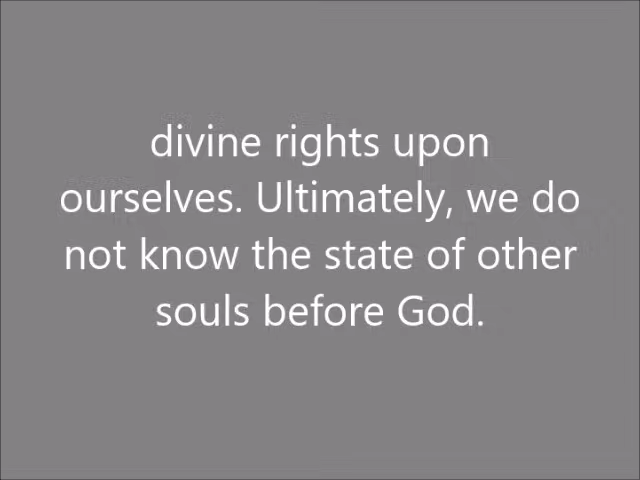 divine rights upon
ourselves. Ultimately, we do
not know the state of other
souls before God.